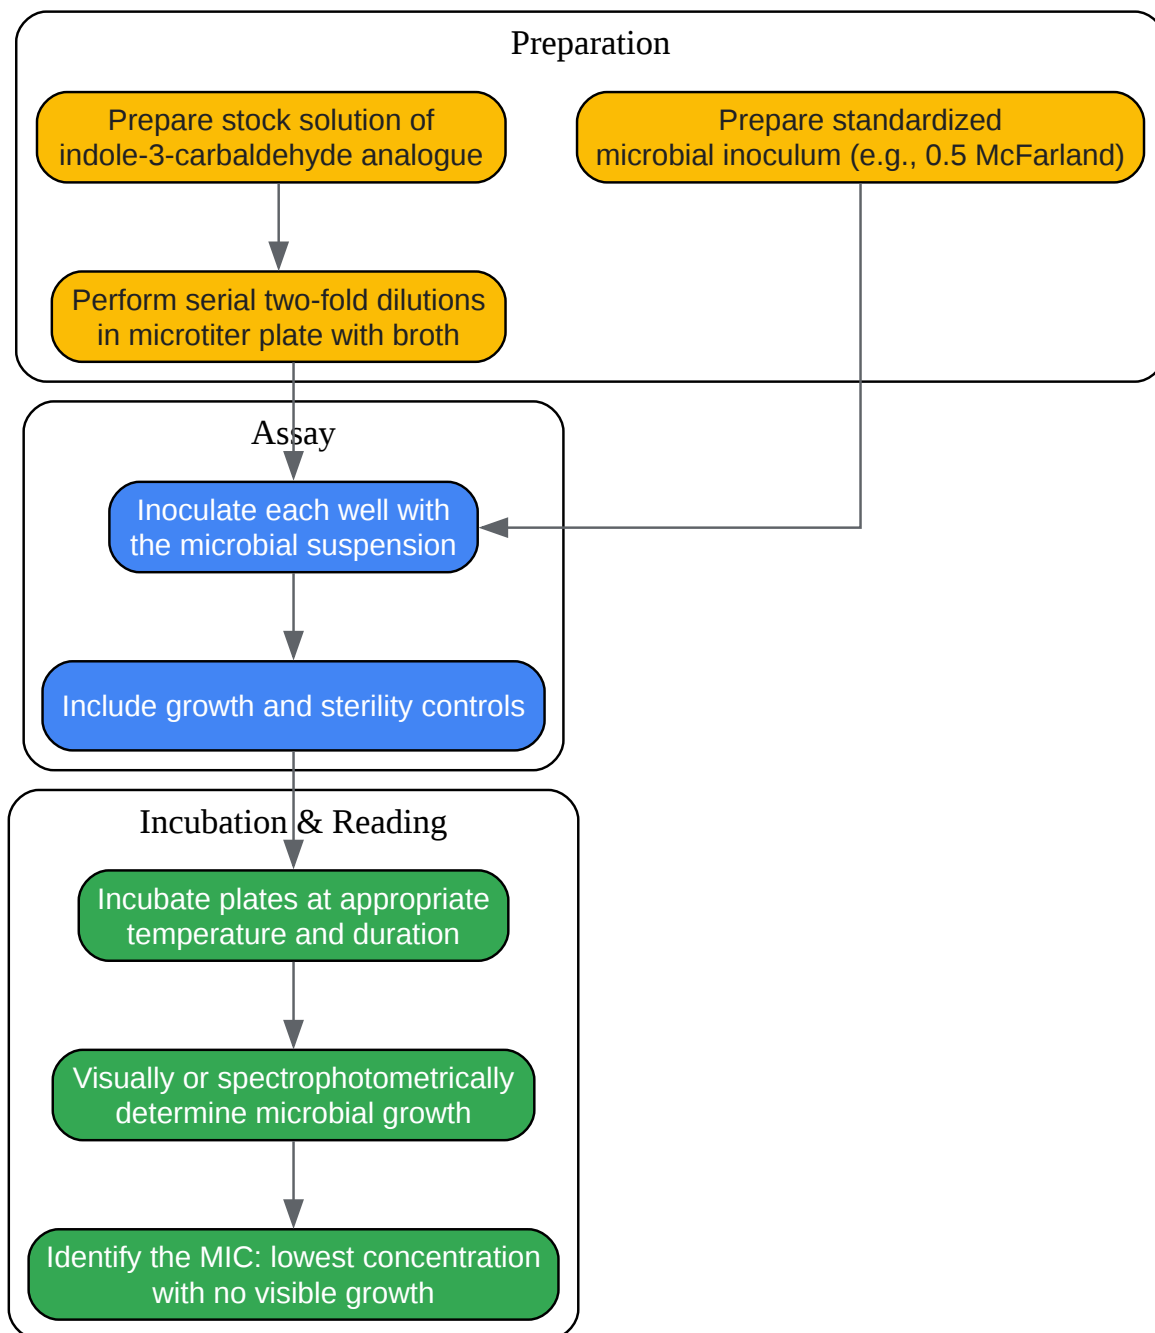 Preparation
Prepare stock solution of
indole-3-carbaldehyde analogue
Prepare standardized
microbial inoculum (e.g., 0.5 McFarland)
Perform serial two-fold dilutions
in microtiter plate with broth
Assay
Inoculate each well with
the microbial suspension
Include growth and sterility controls
Incubation & Reading
Incubate plates at appropriate
temperature and duration
Visually or spectrophotometrically
determine microbial growth
Identify the MIC: lowest concentration
with no visible growth